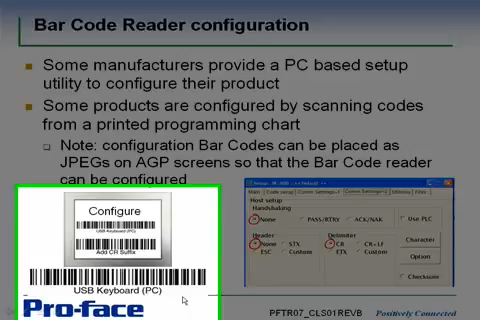 Bar Code Reader configuration
Some manufacturers provide a PC based setup
utility to configure their product
Some products are configured by scanning codes
from a printed programming chart
Note: configuration Bar Codes can be placed as
JPEGs on AGP screens so that the Bar Code reader
can be configured
Configure
USB Keyboard (PC)
Add CR Suffix
USB Keyboard (PC)
Pro-face
Host setup
Handshaking
None PASS/RTRY ACK/NAK Use PLC
Header Delimiter Character
None STX CR CR+LF
ESC Custom ETX Custom Option
Checksum
PFTR07_CLS01REVB Positively Connected